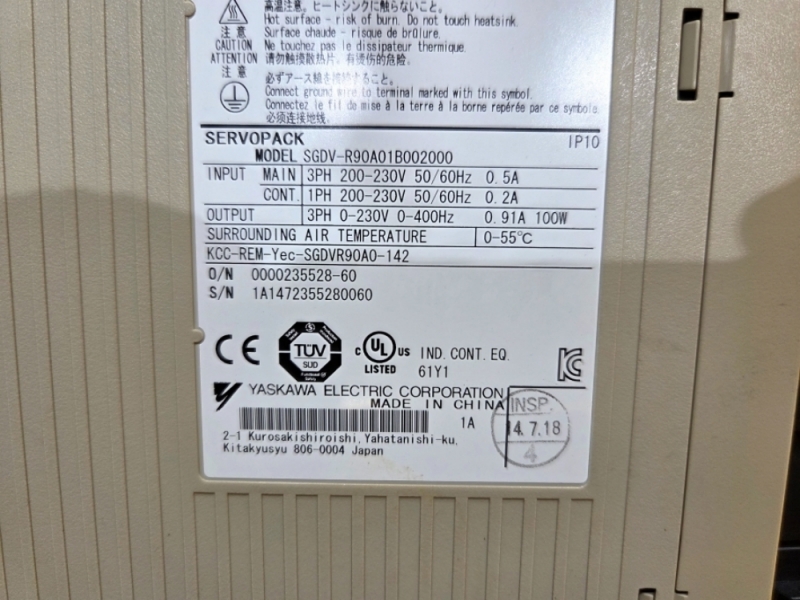 高温注意。ヒートシンクに触らないこと。
Hot surface - risk of burn. Do not touch heatsink.
注意 Surface chaude - risque de brûlure.
CAUTION Ne touchez pas le dissipateur thermique.
ATTENTION 请勿触摸散热片，有烫伤的危险。
注意
必ずアース線を接続すること。
Connect ground wire to terminal marked with this symbol.
Connectez le fil de mise à la terre à la borne repérée par ce symbole.
必须连接地线。
SERVOPACK IP10
MODEL SGDV-R90A01B002000
INPUT MAIN 3PH 200-230V 50/60Hz 0.5A
CONT. 1PH 200-230V 50/60Hz 0.2A
OUTPUT 3PH 0-230V 0-400Hz 0.91A 100W
SURROUNDING AIR TEMPERATURE 0-55℃
KCC-REM-Yec-SGDVR90A0-142
O/N 0000235528-60
S/N 1A1472355280060
CE TÜV SUD c UL US LISTED IND. CONT. EQ.
61Y1
YASKAWA ELECTRIC CORPORATION
MADE IN CHINA
1A
INSP.
14.7.18
4
2-1 Kurosakishiroishi, Yahatanishi-ku,
Kitakyusyu 806-0004 Japan